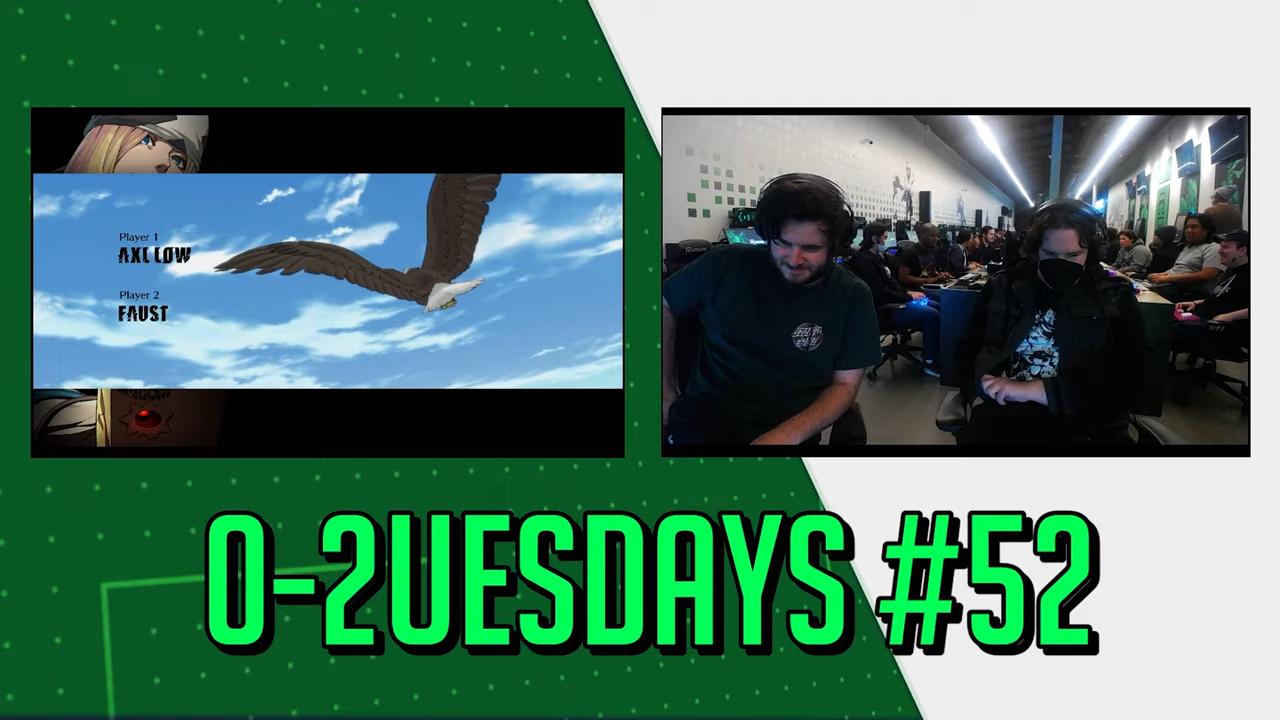 Player 1
AXL LOW
Player 2
FAUST
0-2UESDAYS #52